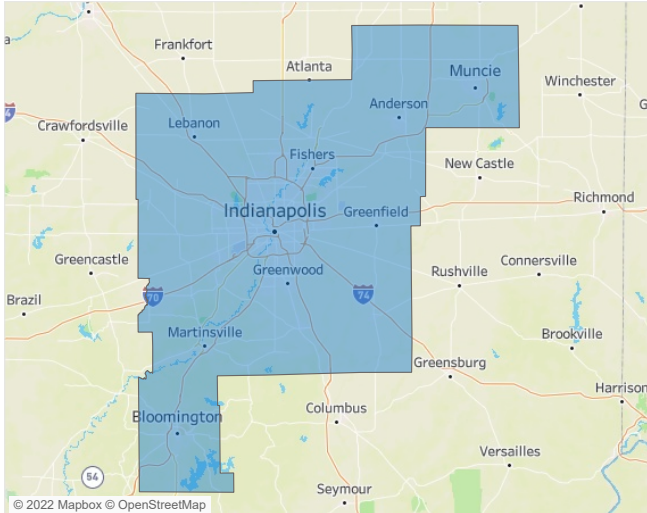 Frankfort
Atlanta
Muncie
Winchester
Anderson
Lebanon
Crawfordsville
Fishers
New Castle
Richmond
Indianapolis
Greenfield
Greencastle
Connersville
Greenwood
Rushville
70
74
Brazil
Martinsville
Brookville
Greensburg
Harrison
Columbus
Bloomington
Versailles
54
Seymour
© 2022 Mapbox © OpenStreetMap